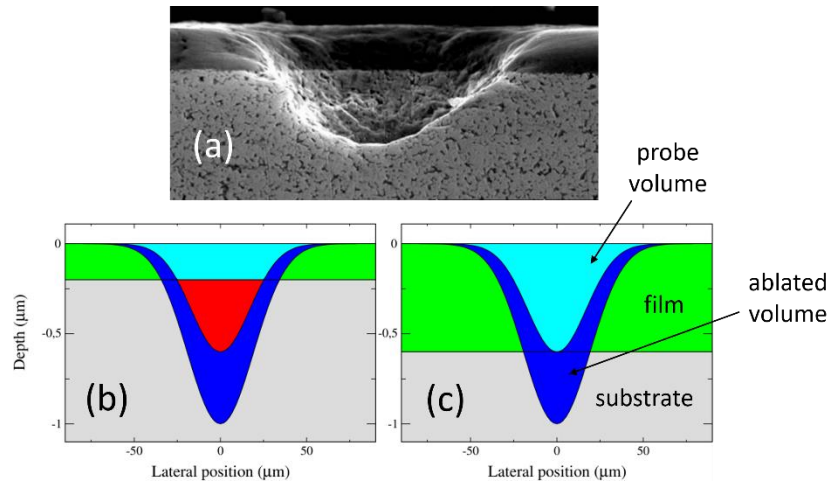 (a)
probe
volume
0
-0,5
-1
-50
0
50
Depth (μm)
Lateral position (μm)
(b)
0
-0,5
-1
-50
0
50
Lateral position (μm)
(c)
film
substrate
ablated
volume